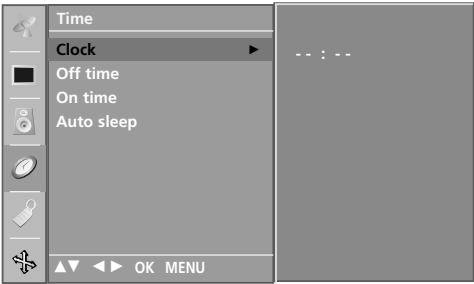 Time
Clock ►
- - : - -
Off time
On time
Auto sleep
▲▼ ◄► OK MENU